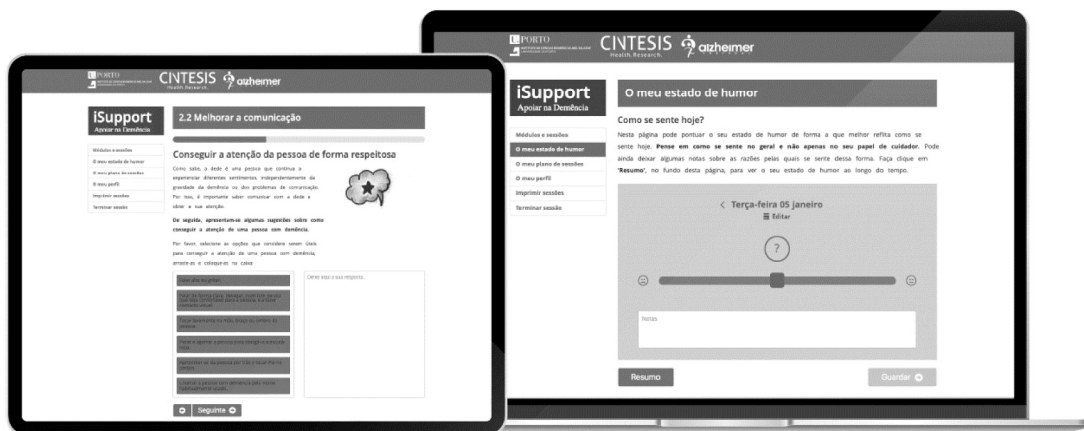 U.PORTO
CINTESIS
Health.Research.
alzheimer
iSupport
Apoiar na Demência
Módulos e sessões
O meu estado de humor
O meu plano de sessões
O meu perfil
Imprimir sessões
Terminar sessão
2.2 Melhorar a comunicação
Conseguir a atenção da pessoa de forma respeitosa
Como sabe, a dede é uma pessoa que continua a
experienciar diferentes sentimentos, independentemente da
gravidade da demência ou dos problemas de comunicação.
Por isso, é importante saber comunicar com a dede e
obter a sua atenção.
De seguida, apresentam-se algumas sugestões sobre como
conseguir a atenção de uma pessoa com demência.
Por favor, selecione as opções que considere serem úteis
para conseguir a atenção de uma pessoa com demência,
arraste-as e coloque-as na caixa:
Deixe aqui a sua resposta.
Seguinte
U.PORTO
CINTESIS
Health.Research.
alzheimer
iSupport
Apoiar na Demência
Módulos e sessões
O meu estado de humor
O meu plano de sessões
O meu perfil
Imprimir sessões
Terminar sessão
O meu estado de humor
Como se sente hoje?
Nesta página pode pontuar o seu estado de humor de forma a que melhor reflita como se
sente hoje. Pense em como se sente no geral e não apenas no seu papel de cuidador. Pode
ainda deixar algumas notas sobre as razões pelas quais se sente dessa forma. Faça clique em
'Resumo', no fundo desta página, para ver o seu estado de humor ao longo do tempo.
< Terça-feira 05 janeiro
Editar
?
Notas
Resumo
Guardar